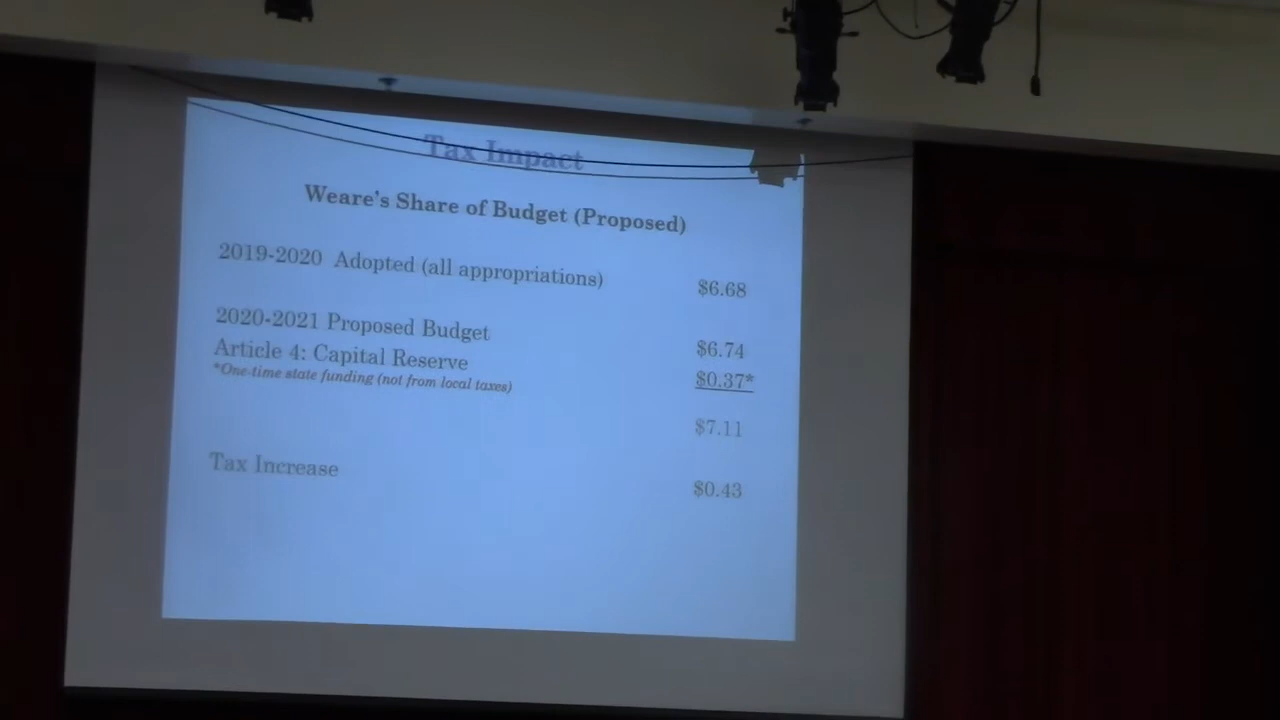 Tax Impact
Weare's Share of Budget (Proposed)
2019-2020 Adopted (all appropriations) $6.68
2020-2021 Proposed Budget $6.74
Article 4: Capital Reserve $0.37*
*One-time state funding (not from local taxes)
$7.11
Tax Increase $0.43